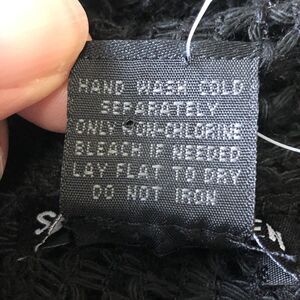 HAND WASH COLD
SEPARATELY
ONLY NON-CHLORINE
BLEACH IF NEEDED
LAY FLAT TO DRY
DO NOT IRON